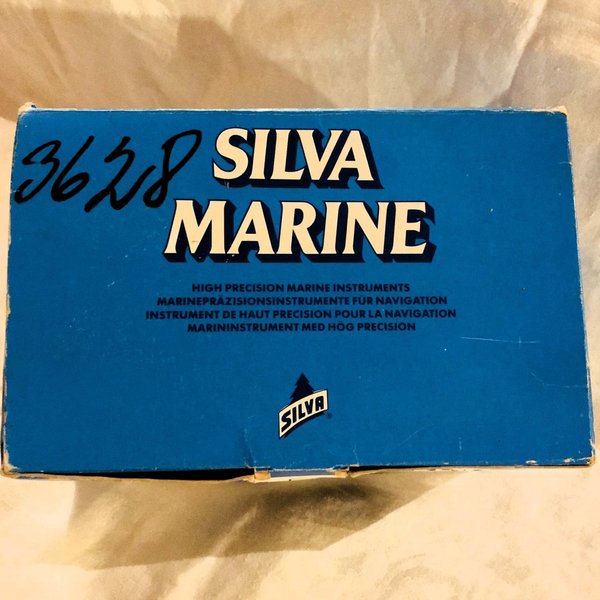 3628
SILVA
MARINE
HIGH PRECISION MARINE INSTRUMENTS
MARINEPRÄZISIONSINSTRUMENTE FÜR NAVIGATION
INSTRUMENT DE HAUT PRECISION POUR LA NAVIGATION
MARININSTRUMENT MED HÖG PRECISION
SILVA®